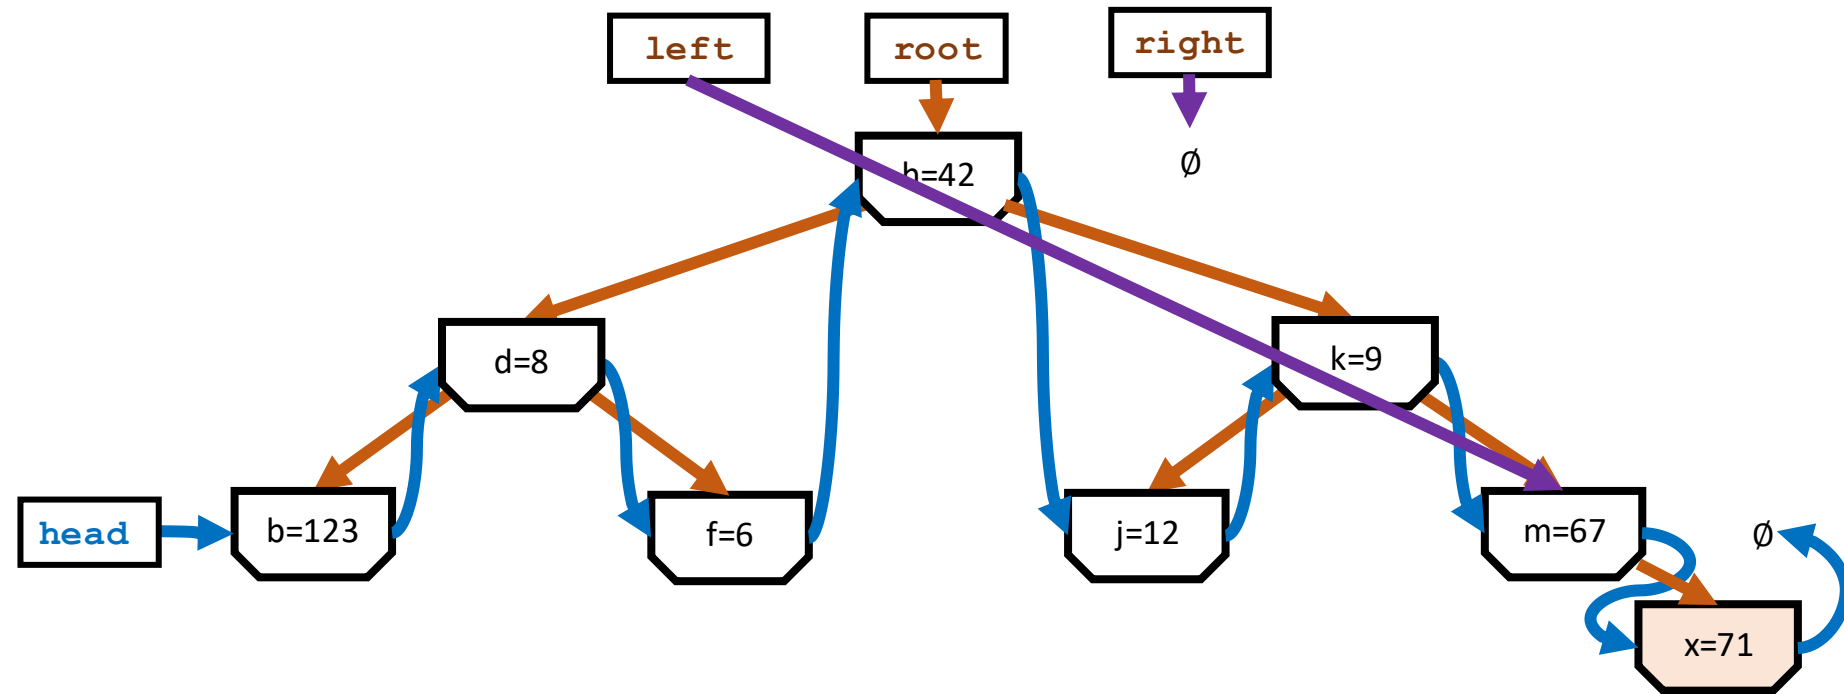 left
root
right
Ø
h=42
d=8
k=9
head
b=123
f=6
j=12
m=67
Ø
x=71